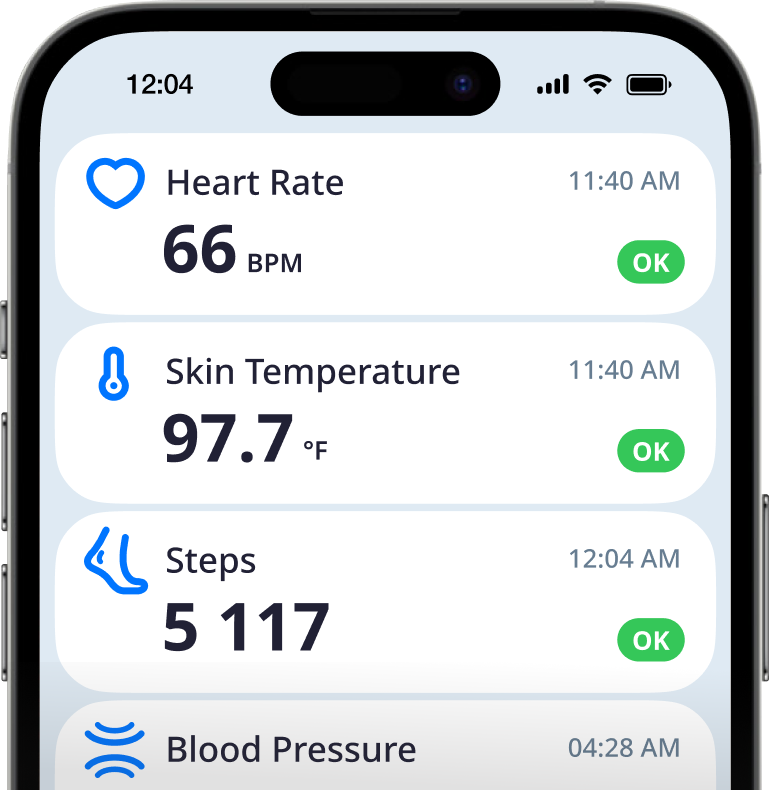 12:04
Heart Rate 11:40 AM
66 BPM OK
Skin Temperature 11:40 AM
97.7 °F OK
Steps 12:04 AM
5 117 OK
Blood Pressure 04:28 AM